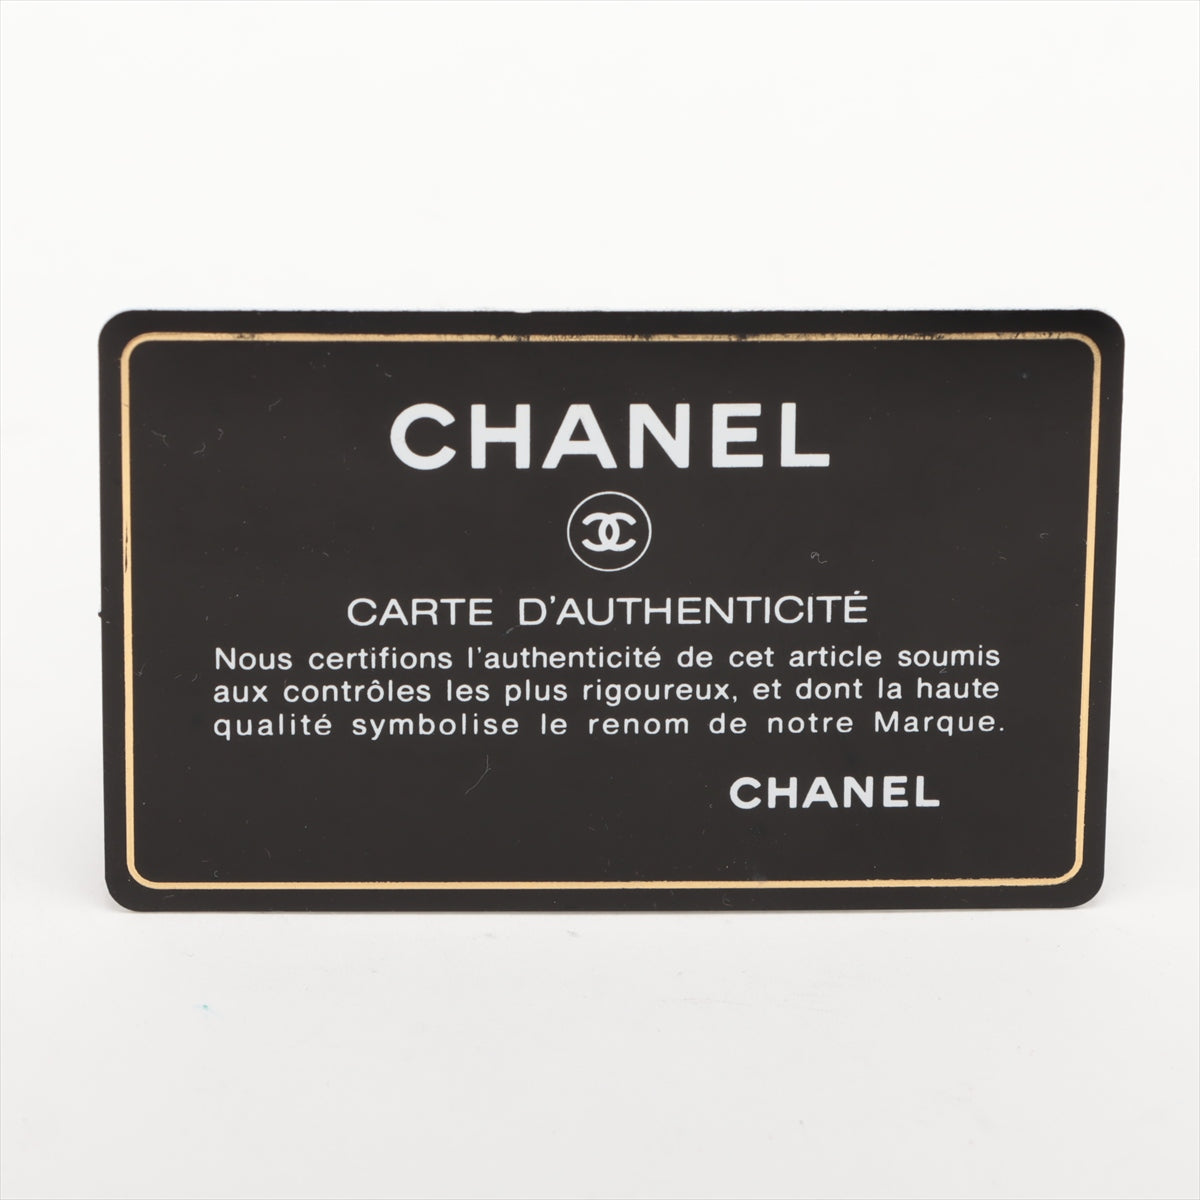 CHANEL
CARTE D'AUTHENTICITÉ
Nous certifions l'authenticité de cet article soumis
aux contrôles les plus rigoureux, et dont la haute
qualité symbolise le renom de notre Marque.
CHANEL